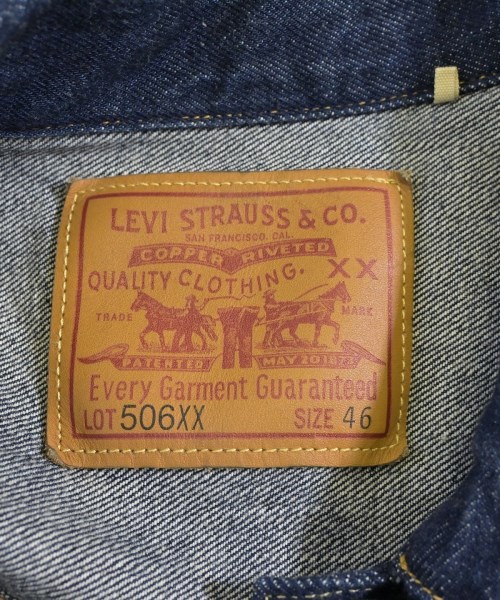 LEVI STRAUSS & CO.
SAN FRANCISCO, CAL.
COPPER RIVETED
QUALITY CLOTHING. XX
TRADE MARK
PATENTED MAY 20 1873
Every Garment Guaranteed
LOT 506XX SIZE 46